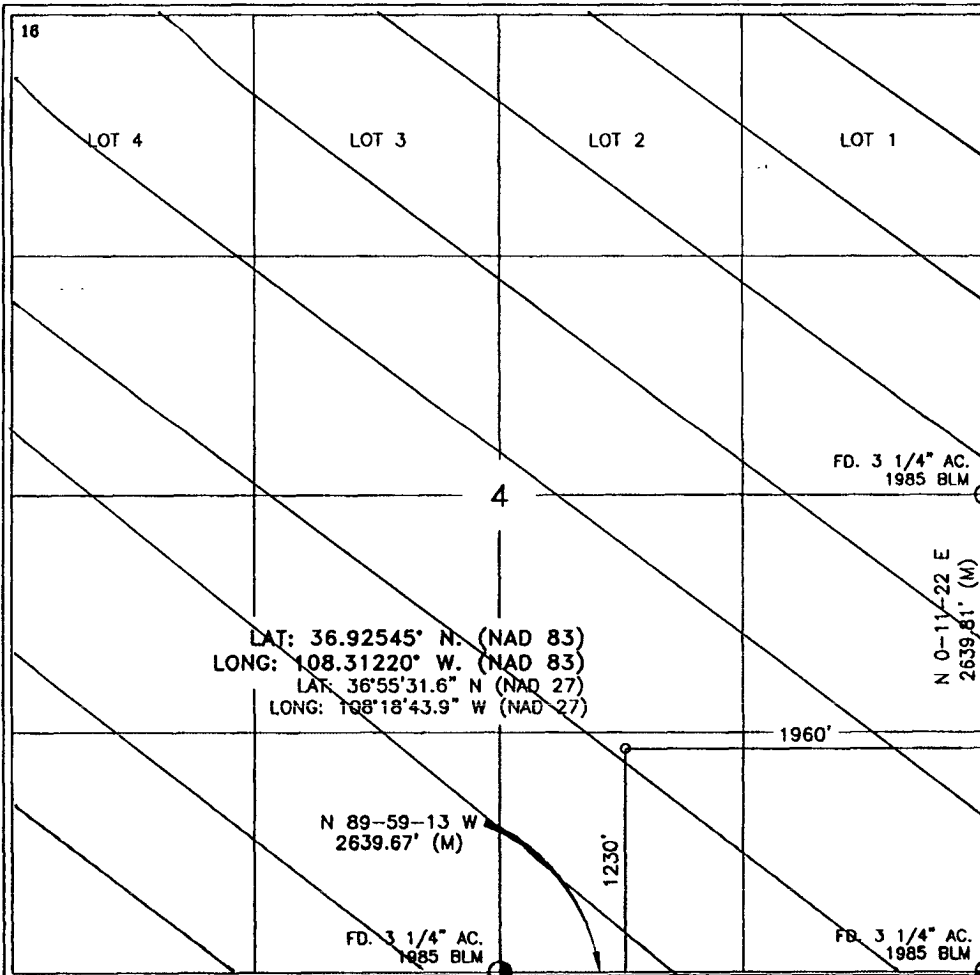 16
LOT 4
LOT 3
LOT 2
LOT 1
FD. 3 1/4" AC.
1985 BLM
4
N 0-11-22 E
2639.81' (M)
LAT: 36.92545° N. (NAD 83)
LONG: 108.31220° W. (NAD 83)
LAT: 36°55'31.6" N (NAD 27)
LONG: 108°18'43.9" W (NAD 27)
1960'
N 89-59-13 W
2639.67' (M)
1230'
FD. 3 1/4" AC.
1985 BLM
FD. 3 1/4" AC.
1985 BLM